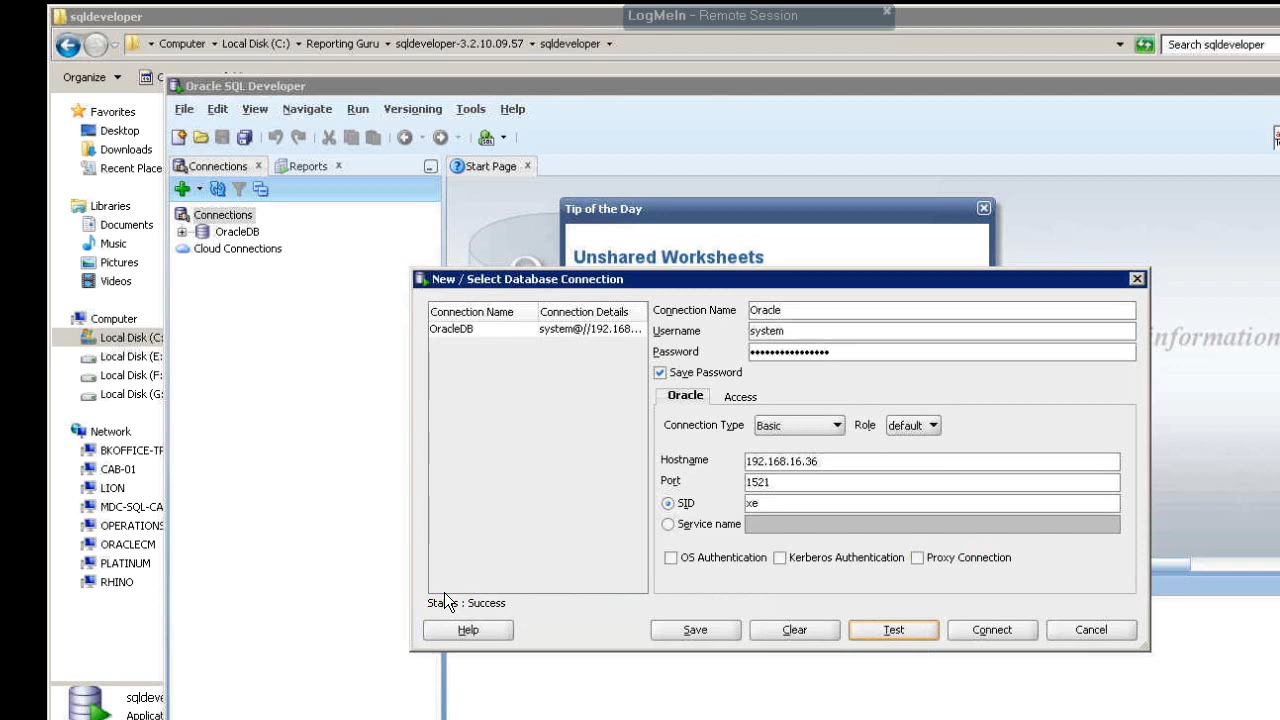 sqldeveloper
LogMeIn - Remote Session
Computer Local Disk (C:) Reporting Guru sqldeveloper-3.2.10.09.57 sqldeveloper
Search sqldeveloper
Organize
Oracle SQL Developer
File Edit View Navigate Run Versioning Tools Help
Favorites
Desktop
Downloads
Recent Place
Libraries
Documents
Music
Pictures
Videos
Computer
Local Disk (C:
Local Disk (E:
Local Disk (F:
Local Disk (G:
Network
BKOFFICE-TF
CAB-01
LION
MDC-SQL-CA
OPERATIONS
ORACLECM
PLATINUM
RHINO
sqldeve
Applicat
Connections
Reports
Start Page
Connections
OracleDB
Cloud Connections
Tip of the Day
Unshared Worksheets
information
New / Select Database Connection
Connection Name Connection Details
OracleDB system@//192.168...
Connection Name Oracle
Username system
Password ••••••••••••••••
Save Password
Oracle Access
Connection Type Basic Role default
Hostname 192.168.16.36
Port 1521
SID xe
Service name
OS Authentication Kerberos Authentication Proxy Connection
: Success
Help Save Clear Test Connect Cancel